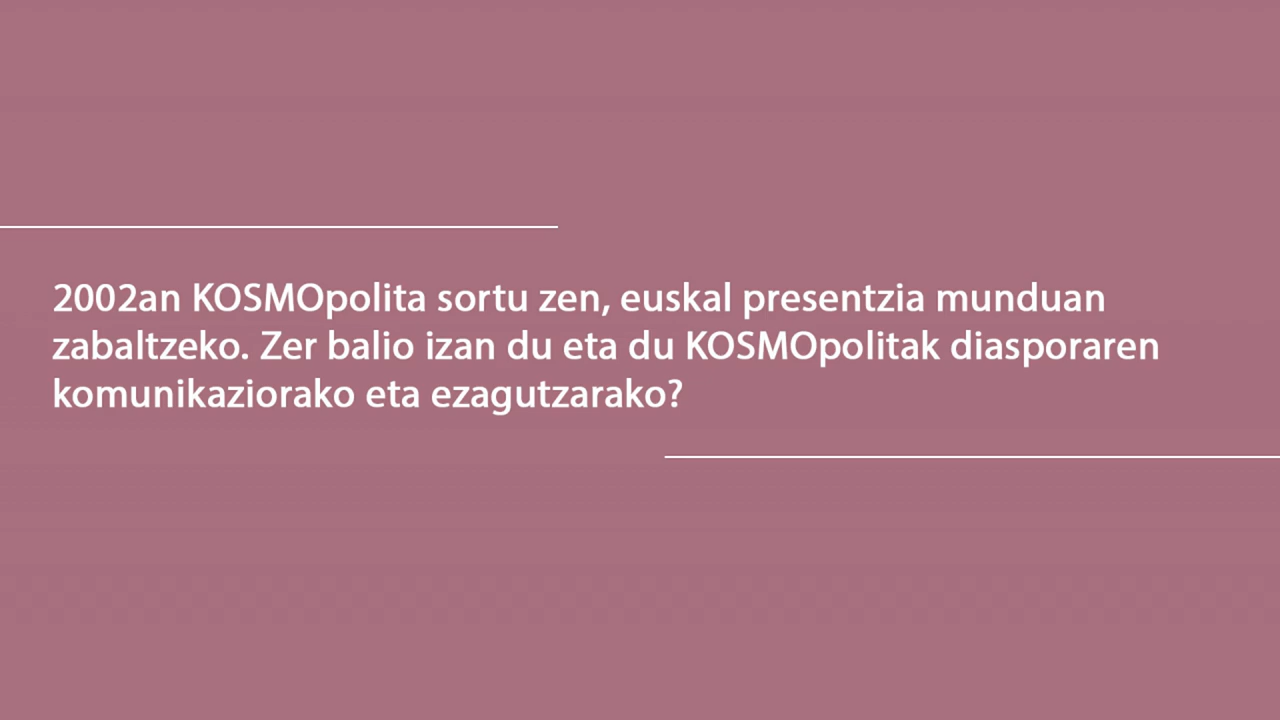 2002an KOSMOpolita sortu zen, euskal presentzia munduan
zabaltzeko. Zer balio izan du eta du KOSMOpolitak diasporaren
komunikaziorako eta ezagutzarako?